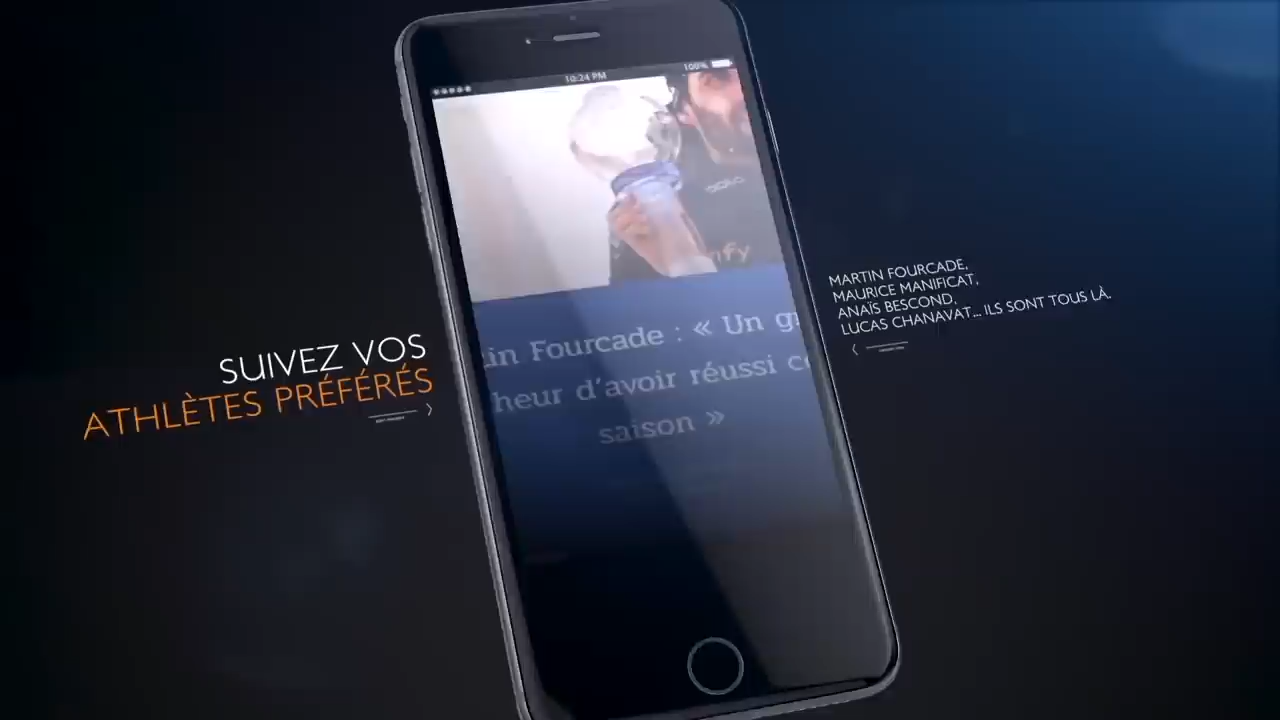 10:24 PM
100%
SUIVEZ VOS
ATHLÈTES PRÉFÉRÉS
in Fourcade : « Un g
heur d'avoir réussi c
saison »
MARTIN FOURCADE,
MAURICE MANIFICAT,
ANAÏS BESCOND,
LUCAS CHANAVAT... ILS SONT TOUS LÀ.